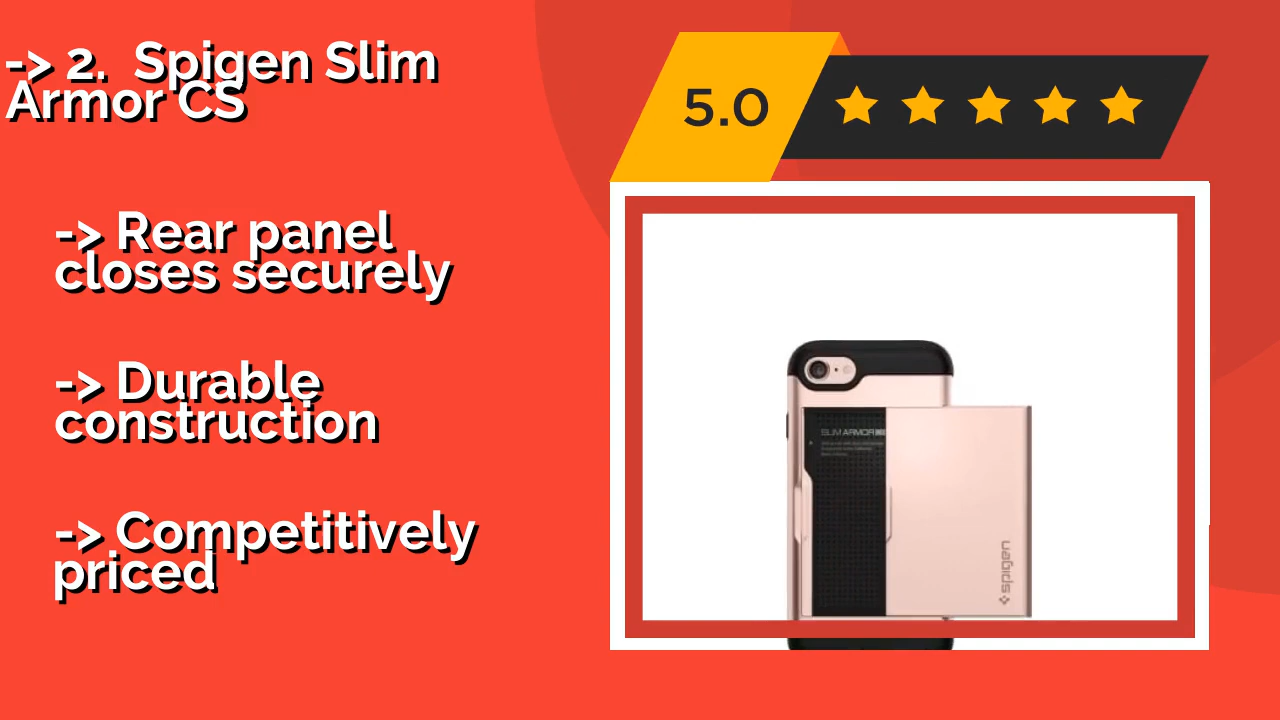 -> 2.  Spigen Slim
Armor CS
5.0
-> Rear panel
closes securely
-> Durable
construction
-> Competitively
priced
SLIM ARMOR
spigen